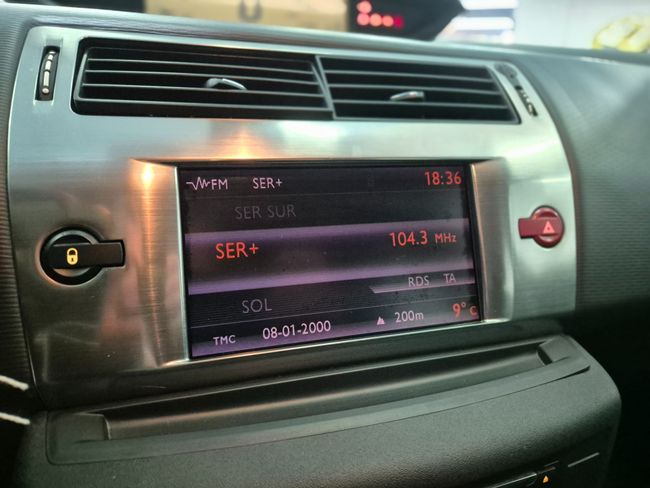 FM SER+ 18:36
SER SUR
SER+ 104.3 MHz
RDS TA
SOL
TMC 08-01-2000 200m 9°C